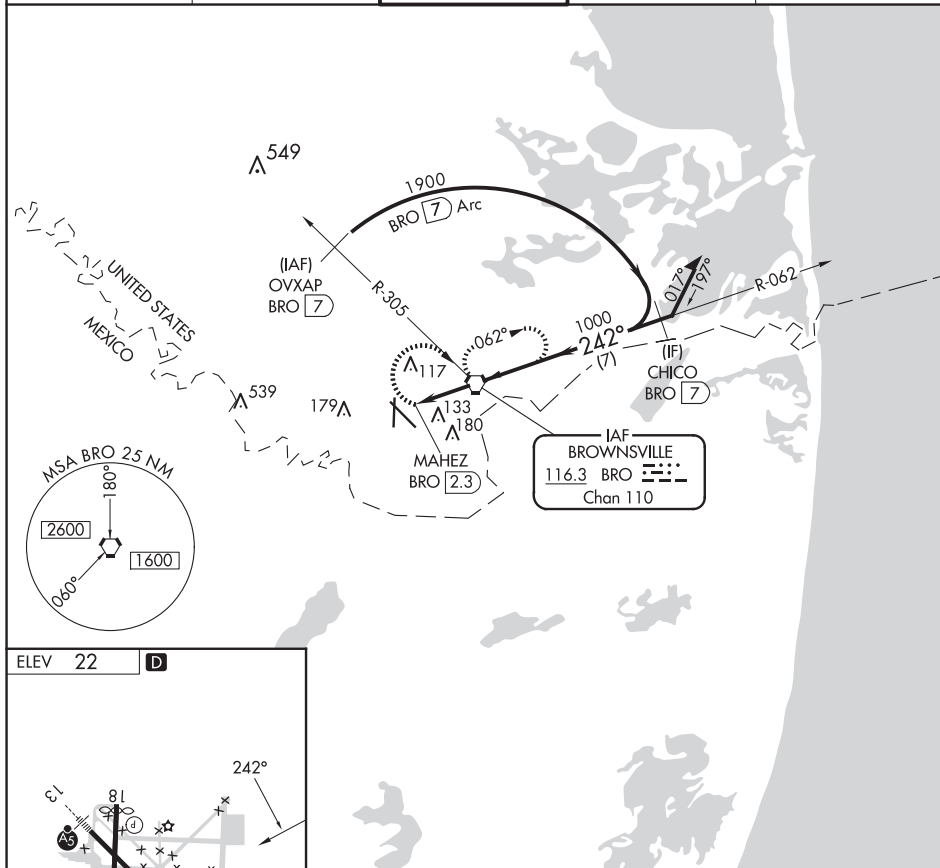 549
1900
BRO 7 Arc
(IAF)
OVXAP
BRO 7
R-305
UNITED STATES
MEXICO
017°
197°
R-062
062°
1000
242°
(7)
(IF)
CHICO
BRO 7
117
539
179
133
180
MAHEZ
BRO 2.3
IAF
BROWNSVILLE
116.3 BRO
Chan 110
MSA BRO 25 NM
180°
2600
1600
060°
ELEV 22 D
242°
13
18
P
A5